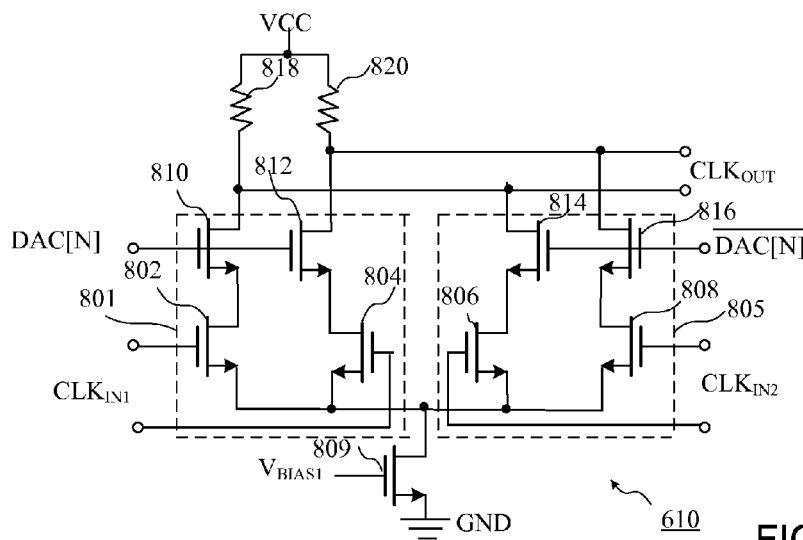 VCC
818
820
810
812
CLKOUT
814
816
DAC[N]
DAC[N]
802
801
804
806
808
805
CLKIN1
CLKIN2
809
VBIAS1
GND
610
FIG